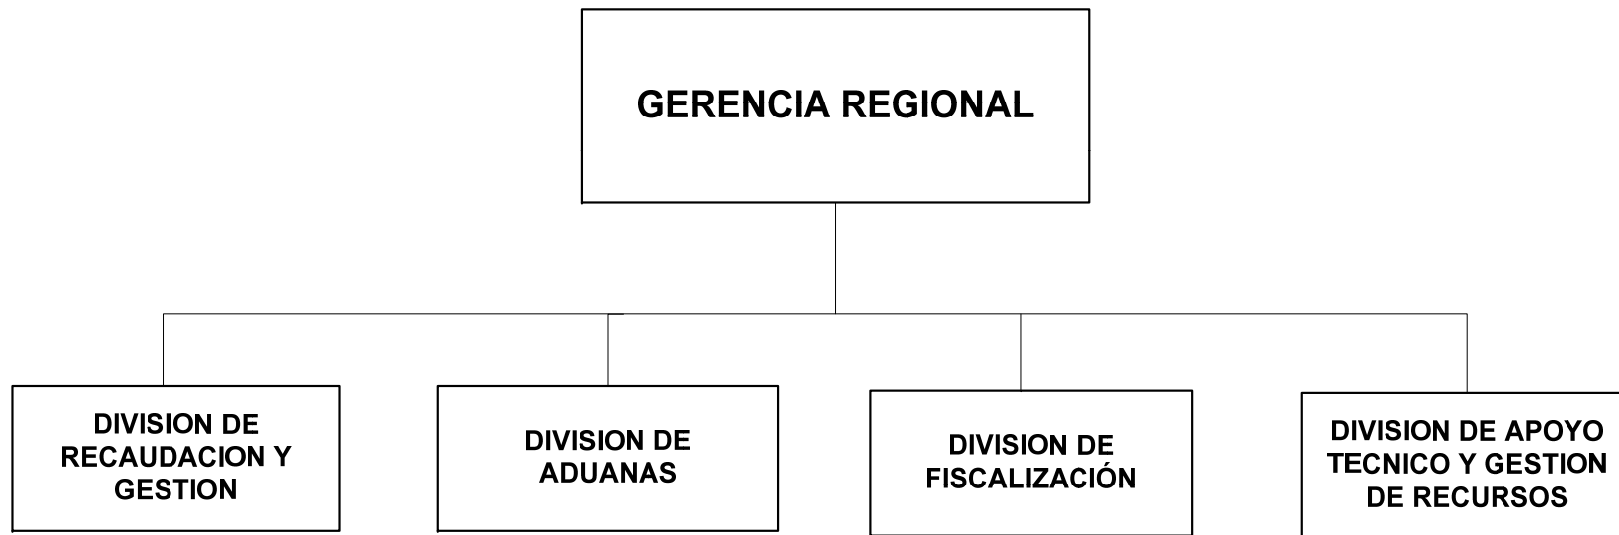 GERENCIA REGIONAL
DIVISION DE
RECAUDACION Y
GESTION
DIVISION DE
ADUANAS
DIVISION DE
FISCALIZACIÓN
DIVISION DE APOYO
TECNICO Y GESTION
DE RECURSOS